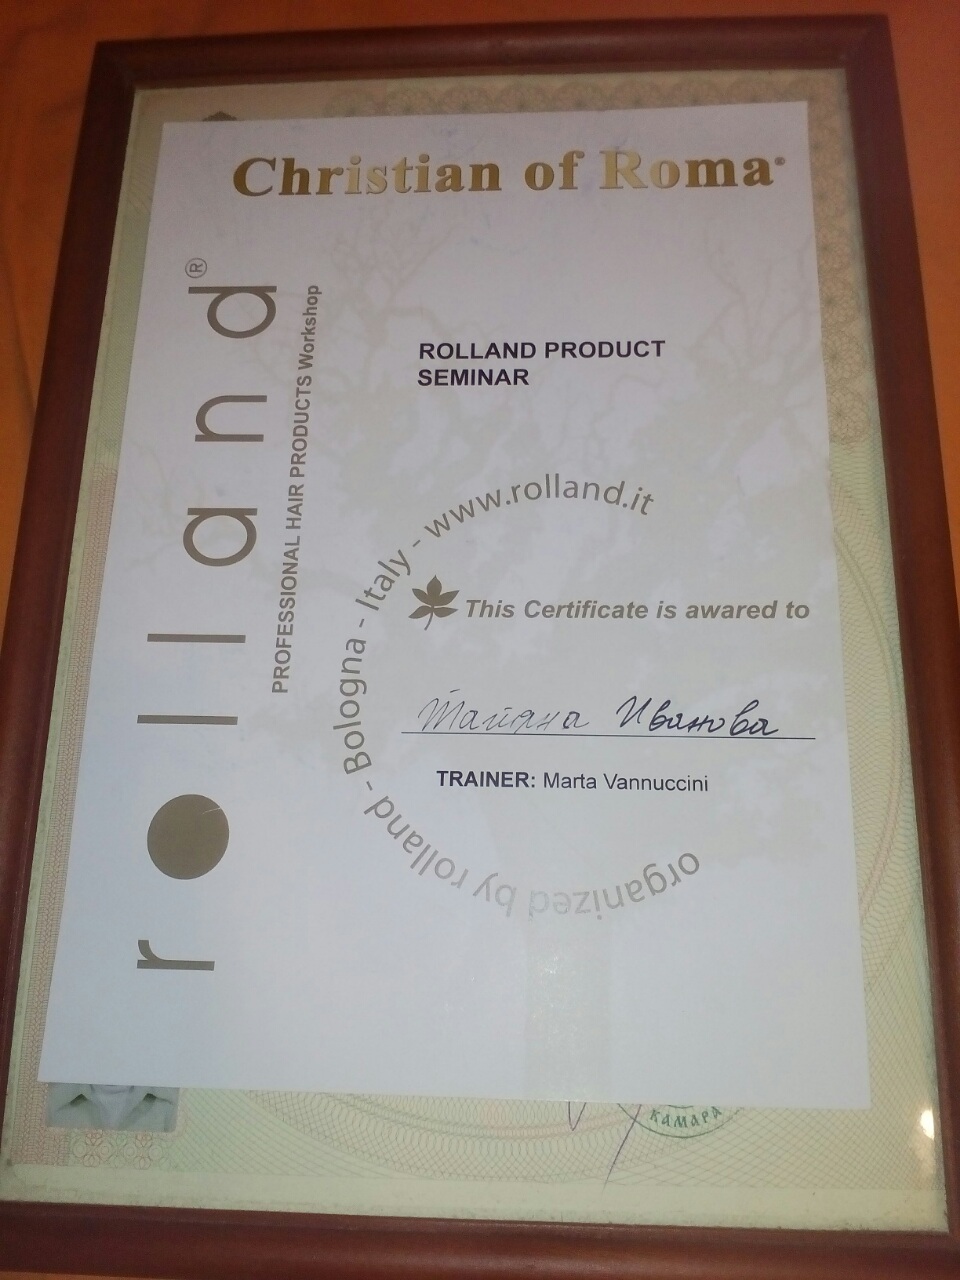 Christian of Roma®
rolland®
PROFESSIONAL HAIR PRODUCTS Workshop
ROLLAND PRODUCT
SEMINAR
organized by rolland - Bologna - Italy - www.rolland.it
This Certificate is awared to
Иванова
TRAINER: Marta Vannuccini
КАМАРА